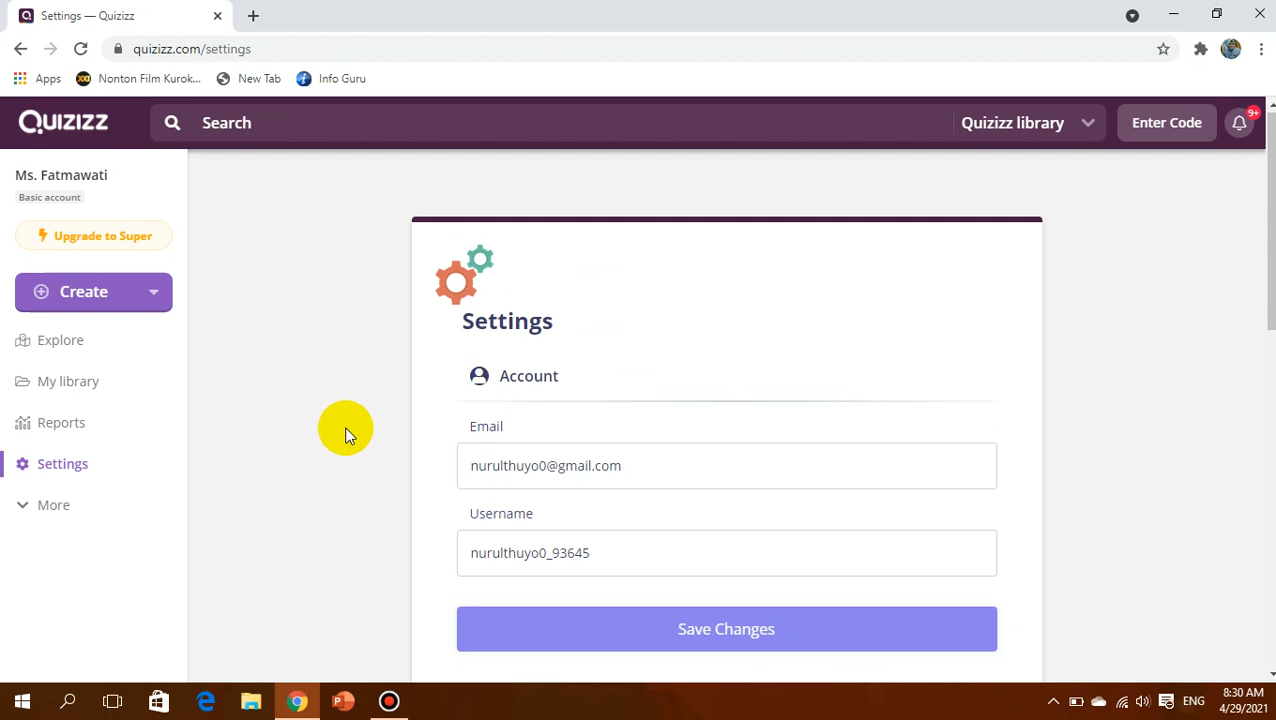 Settings — Quizizz
quizizz.com/settings
Apps
Nonton Film Kurok...
New Tab
Info Guru
QUIZIZZ
Search
Quizizz library
Enter Code
9+
Ms. Fatmawati
Basic account
Upgrade to Super
Create
Explore
My library
Reports
Settings
More
Settings
Account
Email
nurulthuyo0@gmail.com
Username
nurulthuyo0_93645
Save Changes
ENG
8:30 AM
4/29/2021